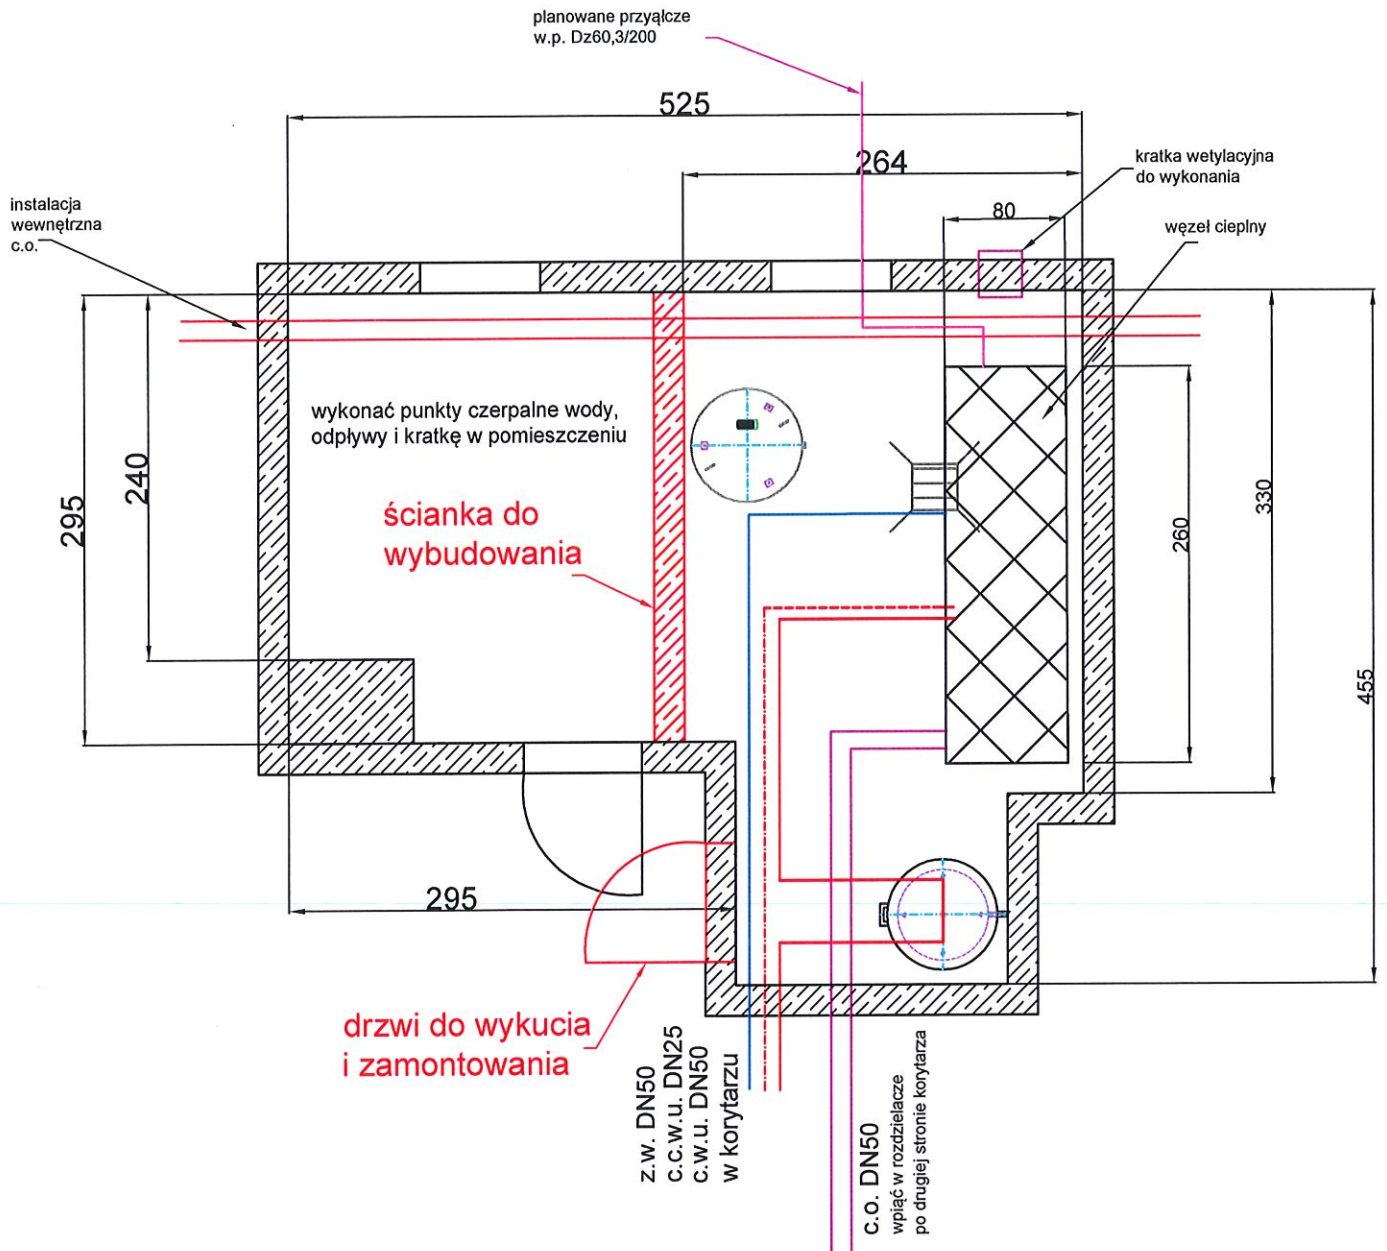 planowane przyąlcze
w.p. Dz60,3/200
525
264
kratka wetylacyjna
do wykonania
80
węzeł cieplny
instalacja
wewnętrzna
c.o.
wykonać punkty czerpalne wody,
odpływy i kratkę w pomieszczeniu
240
295
ścianka do
wybudowania
330
260
455
295
drzwi do wykucia
i zamontowania
z.w. DN50
c.c.w.u. DN25
c.w.u. DN50
w korytarzu
c.o. DN50
wpiąć w rozdzielacze
po drugiej stronie korytarza